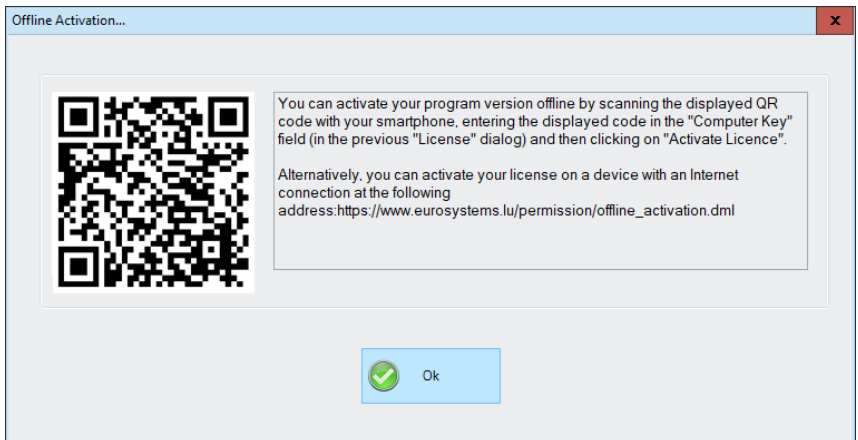 Offline Activation...
x
You can activate your program version offline by scanning the displayed QR
code with your smartphone, entering the displayed code in the "Computer Key"
field (in the previous "License" dialog) and then clicking on "Activate Licence".
Alternatively, you can activate your license on a device with an Internet
connection at the following
address:https://www.eurosystems.lu/permission/offline_activation.dml
Ok